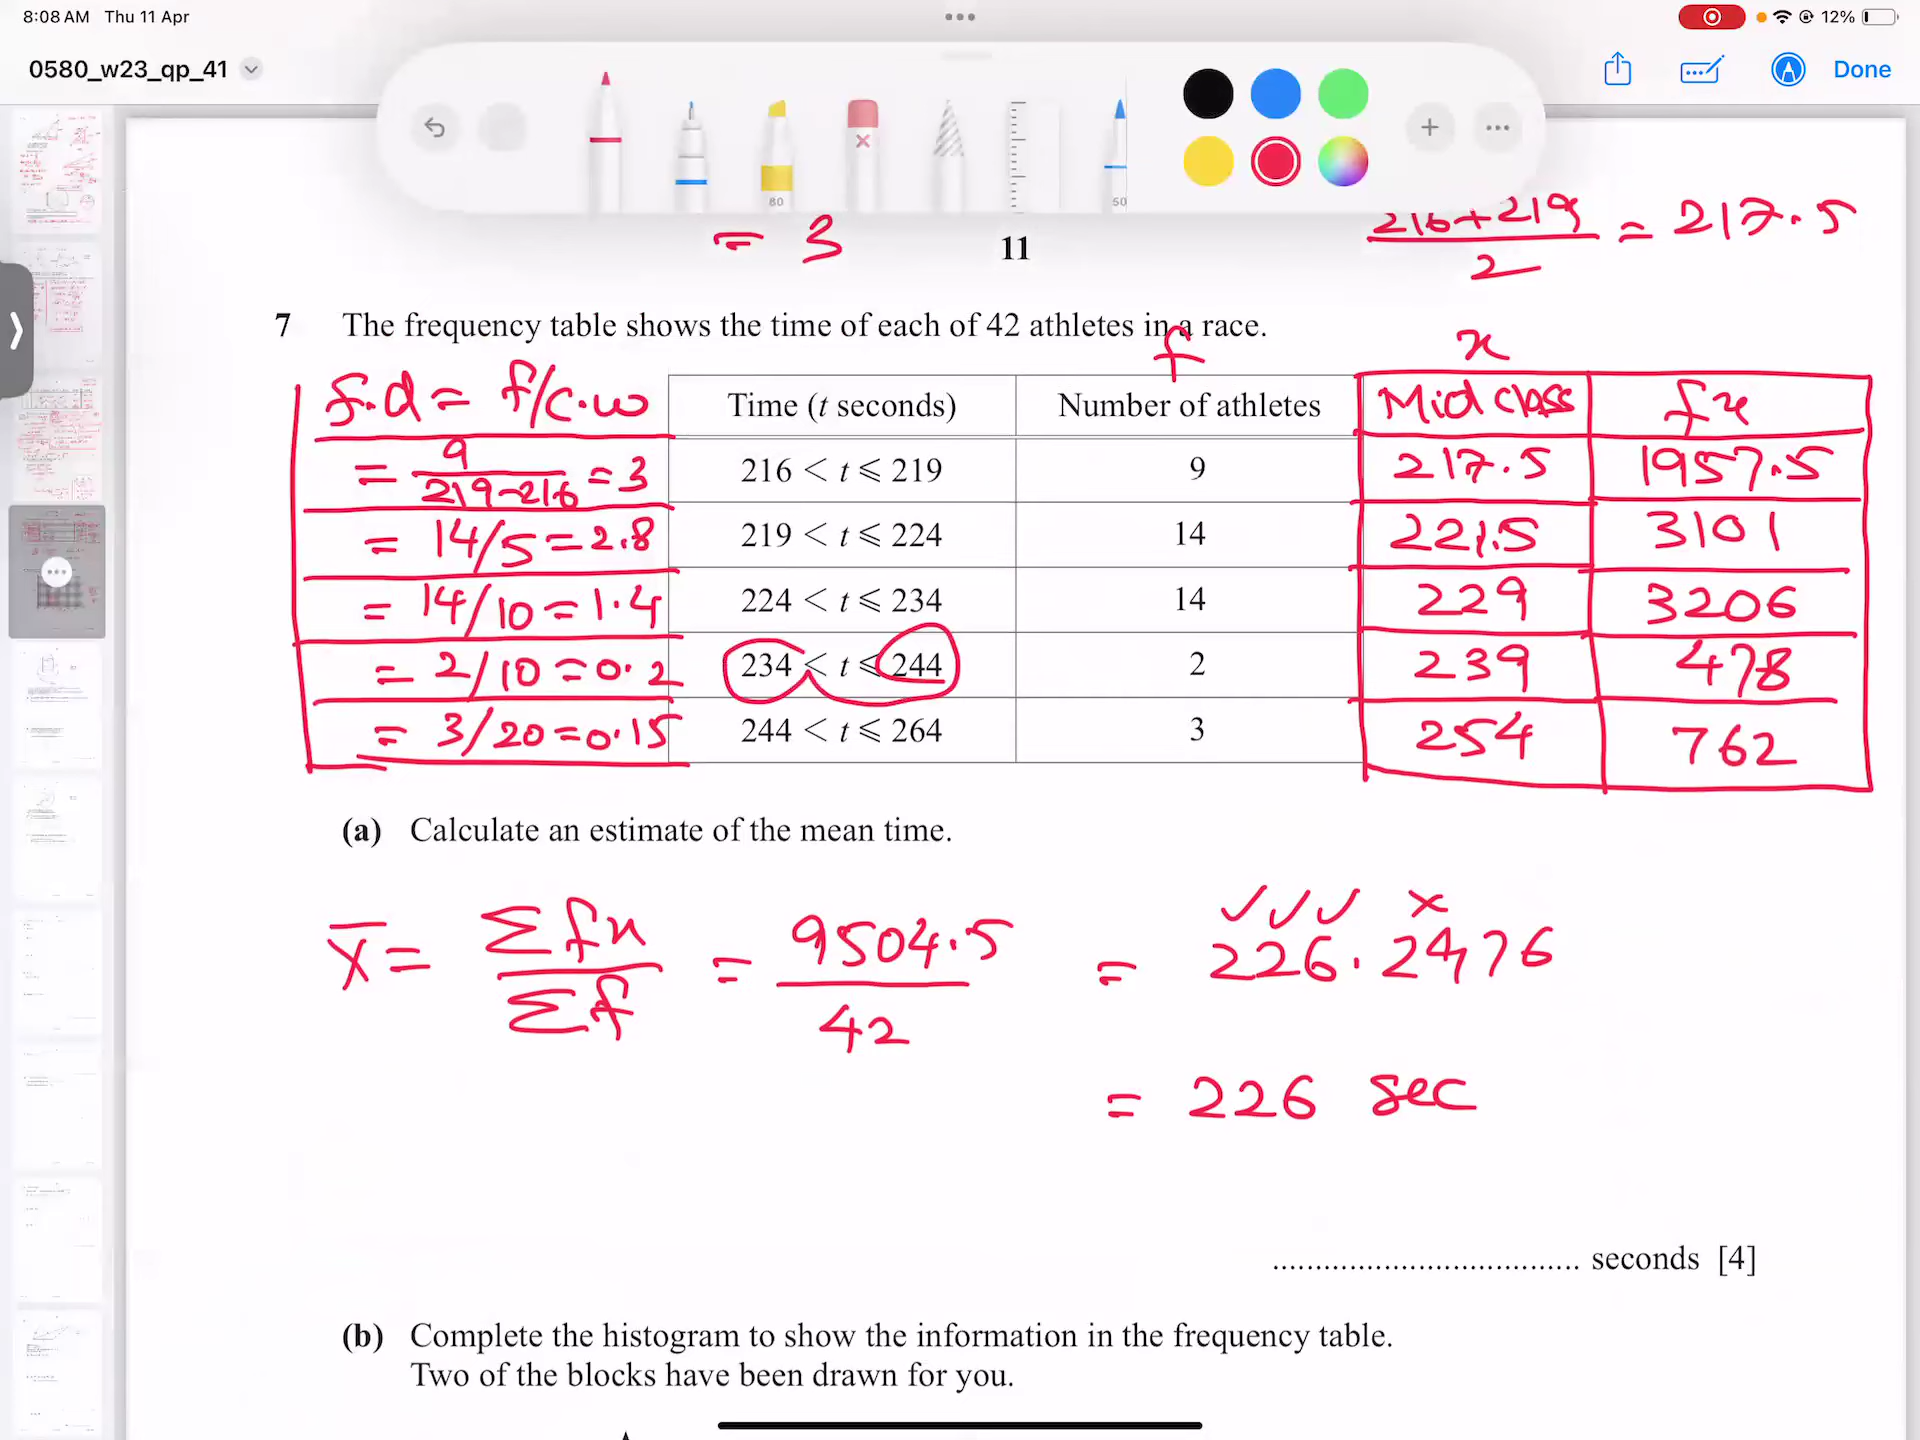 8:08 AM Thu 11 Apr
12%
0580_w23_qp_41
Done
80
50
= 3
11
216+219 / 2 = 217.5
7 The frequency table shows the time of each of 42 athletes in a race.
f
x
f.d = f/c.w | Time (t seconds) | Number of athletes | Mid class | fx
= 9 / 219-216 = 3 | 216 < t ⩽ 219 | 9 | 217.5 | 1957.5
= 14/5 = 2.8 | 219 < t ⩽ 224 | 14 | 221.5 | 3101
= 14/10 = 1.4 | 224 < t ⩽ 234 | 14 | 229 | 3206
= 2/10 = 0.2 | 234 < t ⩽ 244 | 2 | 239 | 478
= 3/20 = 0.15 | 244 < t ⩽ 264 | 3 | 254 | 762
(a) Calculate an estimate of the mean time.
X̄ = Σfx / Σf = 9504.5 / 42 = 226.2476
= 226 sec
.................................... seconds [4]
(b) Complete the histogram to show the information in the frequency table.
Two of the blocks have been drawn for you.